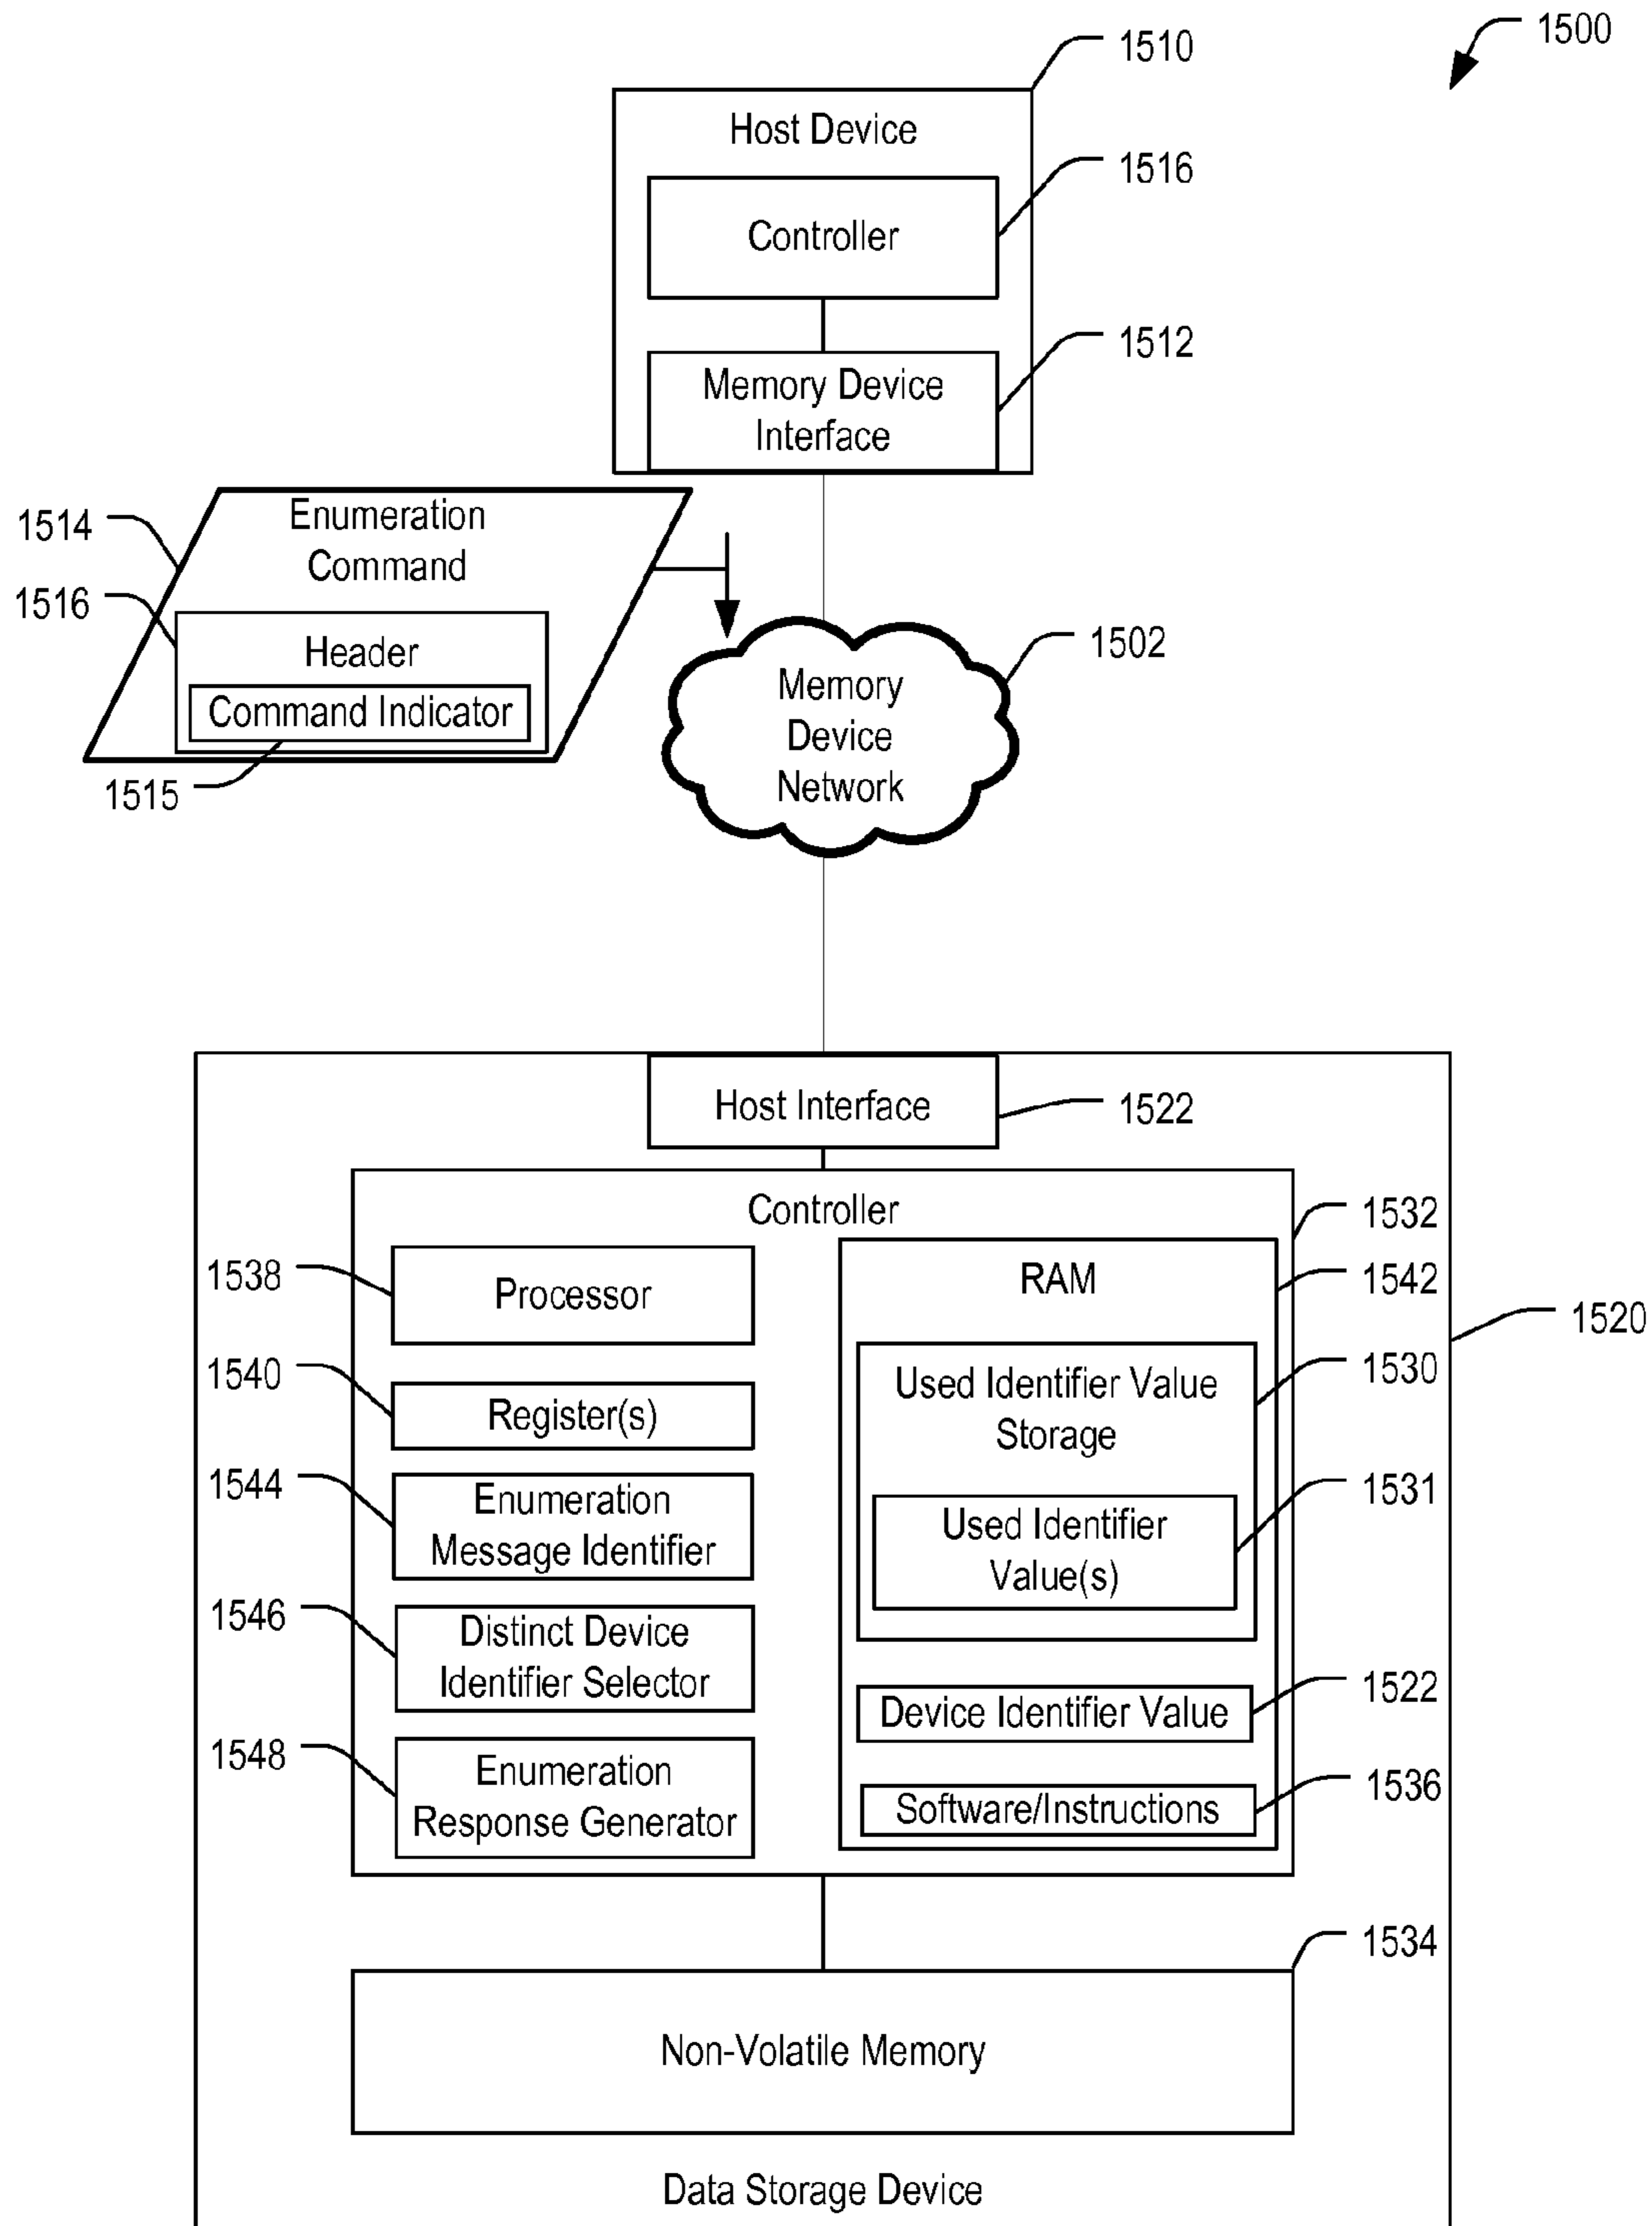 1500
1510
Host Device
1516
Controller
1512
Memory Device
Interface
1514
Enumeration
Command
1516
Header
Command Indicator
1515
1502
Memory
Device
Network
Host Interface
1522
Controller
1532
1538
Processor
RAM
1542
1520
1540
Register(s)
Used Identifier Value
Storage
1530
1544
Enumeration
Message Identifier
Used Identifier
Value(s)
1531
1546
Distinct Device
Identifier Selector
Device Identifier Value
1522
1548
Enumeration
Response Generator
Software/Instructions
1536
1534
Non-Volatile Memory
Data Storage Device